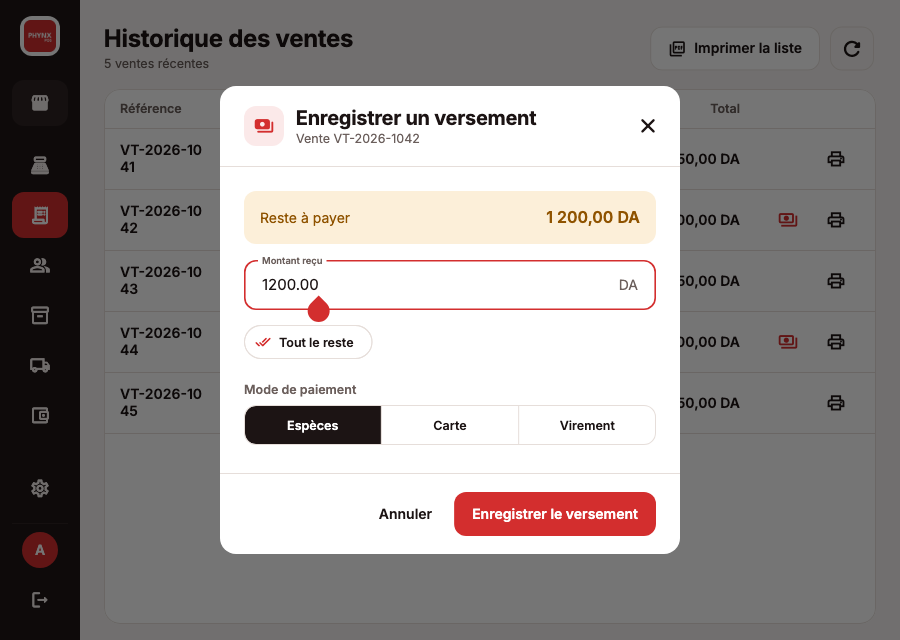 PHYNX
Historique des ventes
5 ventes récentes
Imprimer la liste
Référence
Total
VT-2026-10
41
50,00 DA
VT-2026-10
42
00,00 DA
VT-2026-10
43
50,00 DA
VT-2026-10
44
00,00 DA
VT-2026-10
45
50,00 DA
A
Enregistrer un versement
Vente VT-2026-1042
Reste à payer
1 200,00 DA
Montant reçu
1200.00
DA
Tout le reste
Mode de paiement
Espèces
Carte
Virement
Annuler
Enregistrer le versement